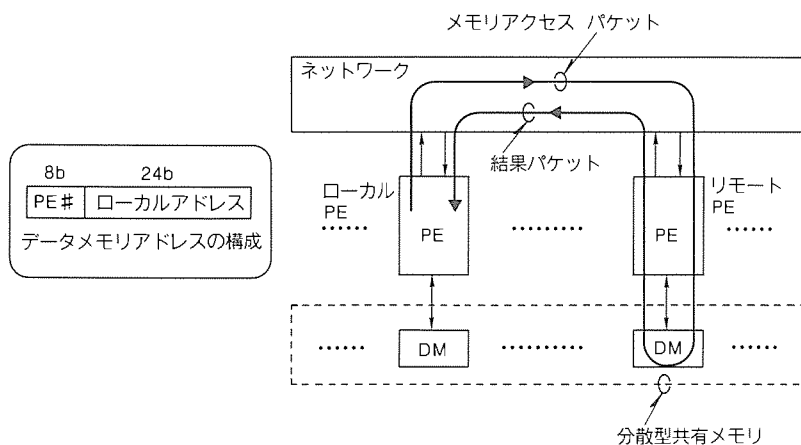 メモリアクセス パケット
ネットワーク
結果パケット
8b 24b
PE# ローカルアドレス
データメモリアドレスの構成
ローカル
PE
リモート
PE
…… PE ……… PE ……
…… DM ……… DM ……
分散型共有メモリ